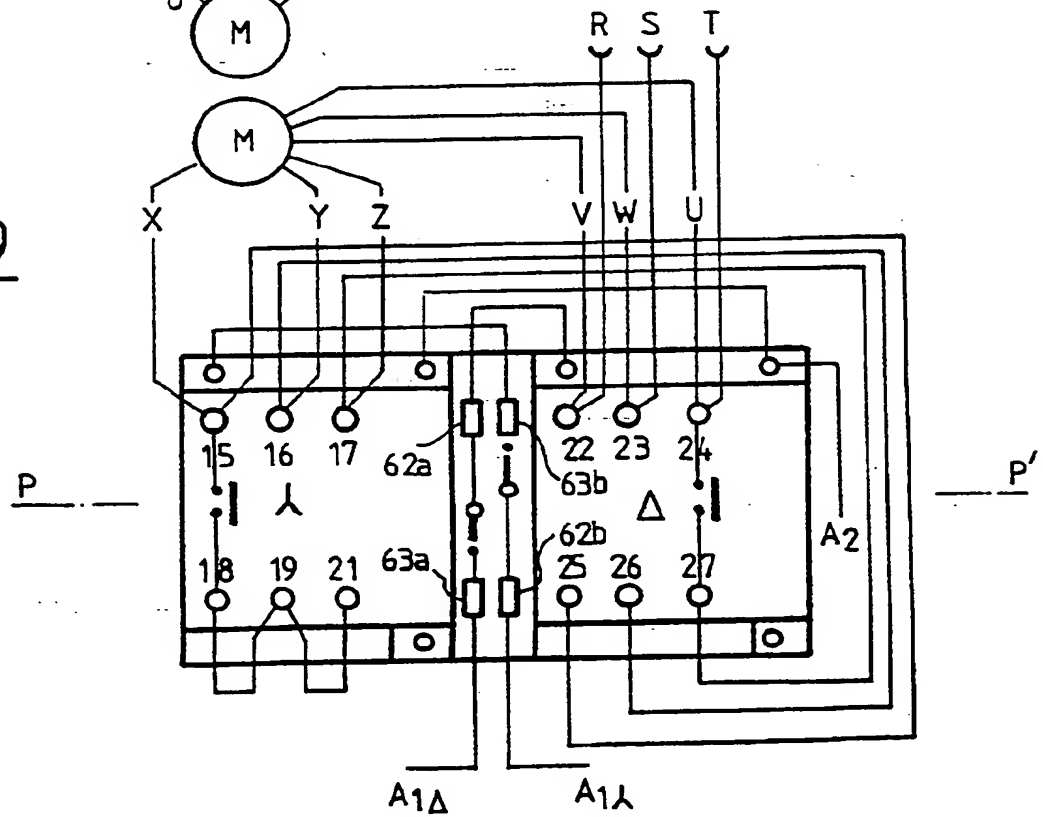 M
R S T
M
X Y Z V W U
15 16 17 62a 63b 22 23 24
P P'
⅄ Δ
A2
18 19 21 63a 62b 25 26 27
A1Δ A1⅄